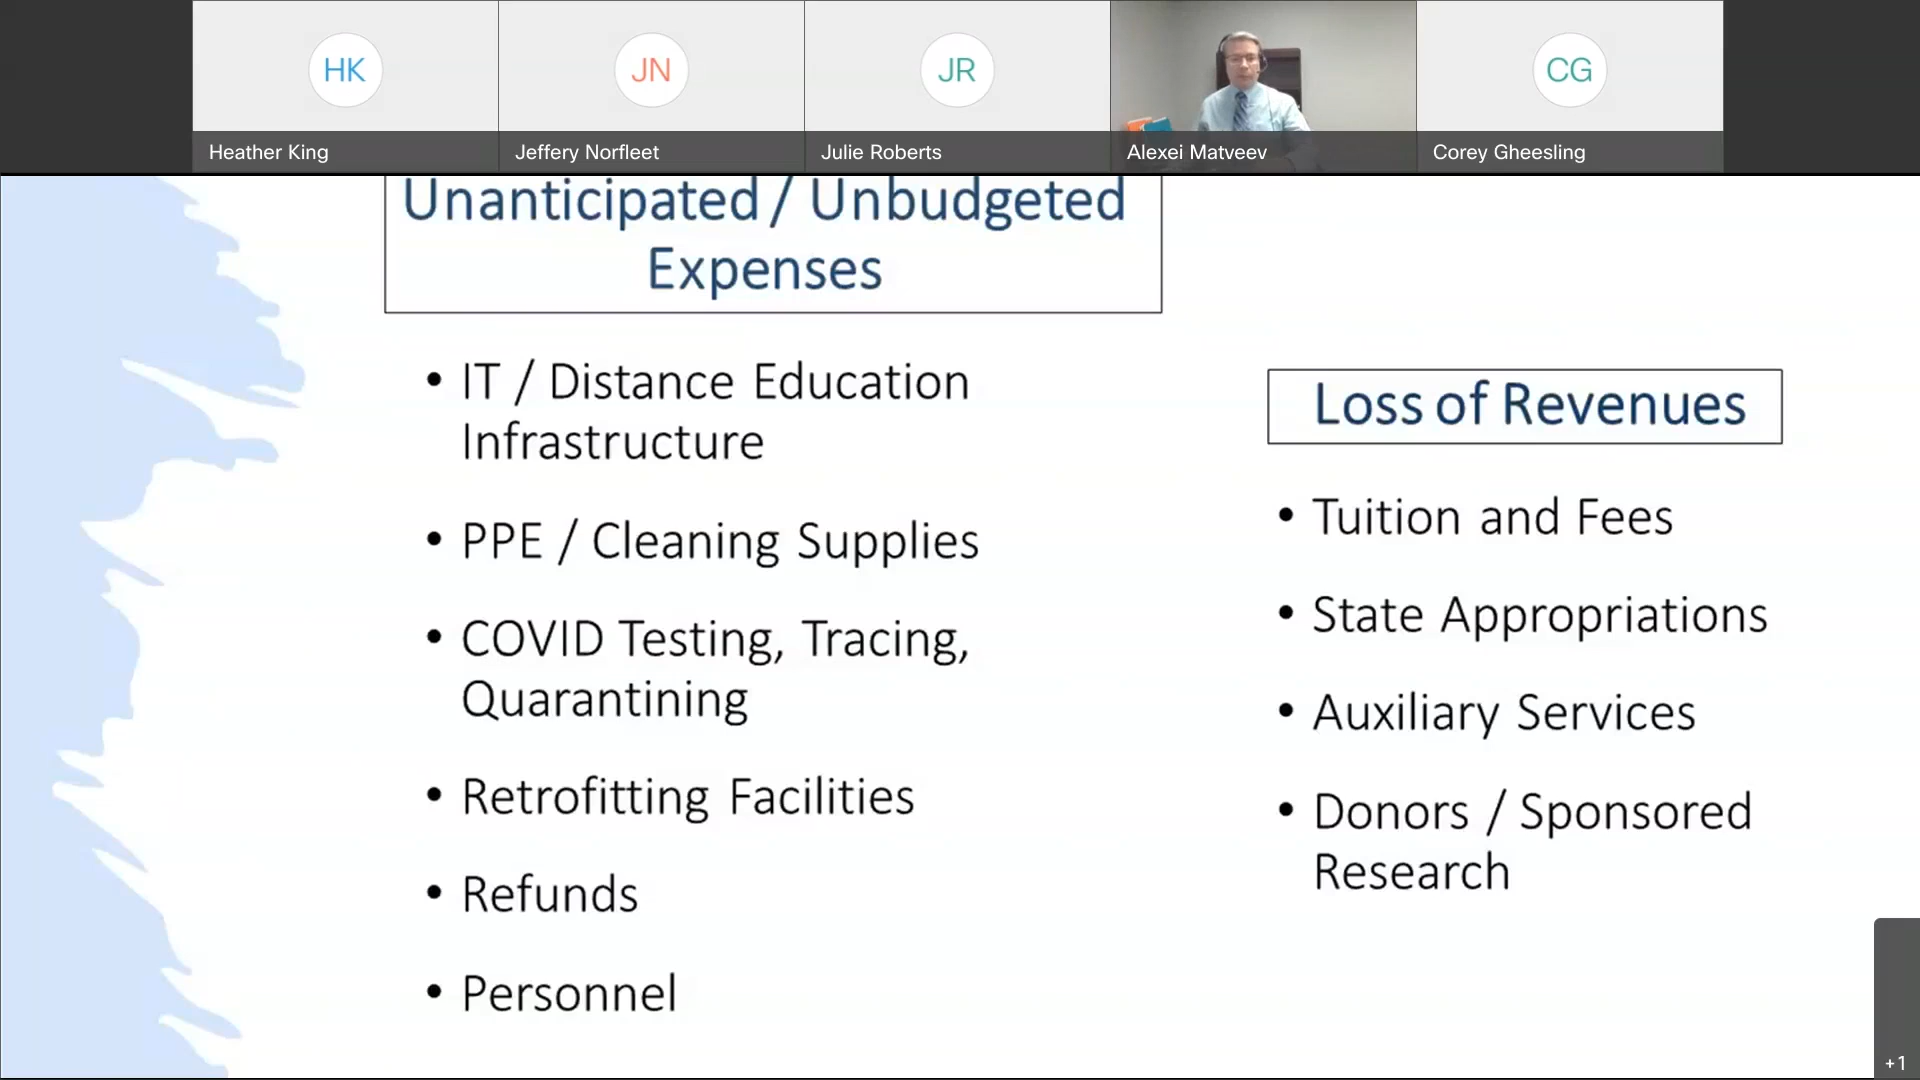 HK
JN
JR
CG
Heather King
Jeffery Norfleet
Julie Roberts
Alexei Matveev
Corey Gheesling
Unanticipated / Unbudgeted
Expenses
• IT / Distance Education
Infrastructure
• PPE / Cleaning Supplies
• COVID Testing, Tracing,
Quarantining
• Retrofitting Facilities
• Refunds
• Personnel
Loss of Revenues
• Tuition and Fees
• State Appropriations
• Auxiliary Services
• Donors / Sponsored
Research
+1